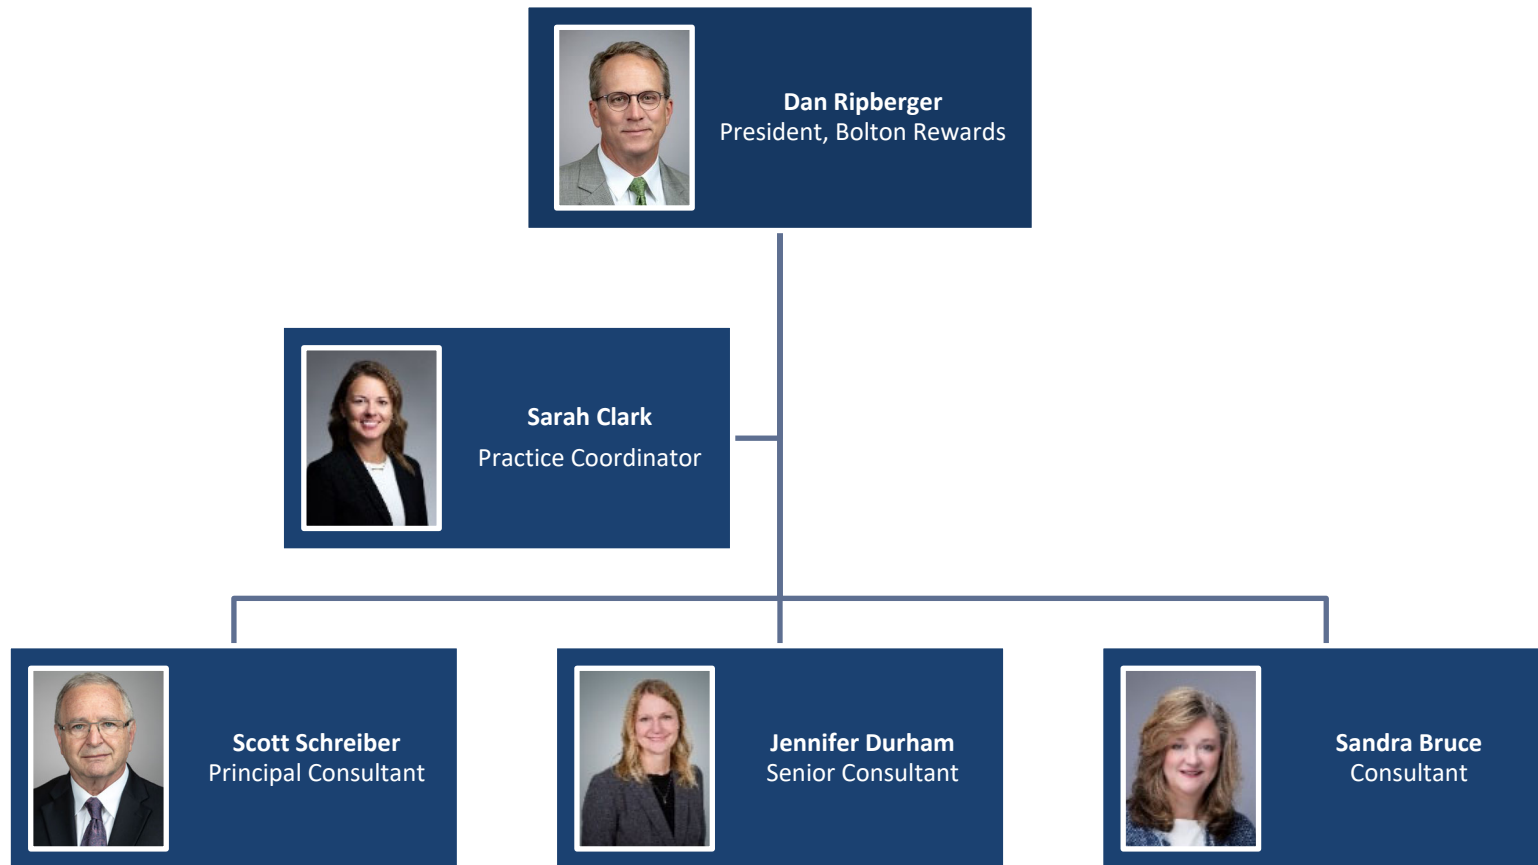 Dan Ripberger
President, Bolton Rewards
Sarah Clark
Practice Coordinator
Scott Schreiber
Principal Consultant
Jennifer Durham
Senior Consultant
Sandra Bruce
Consultant